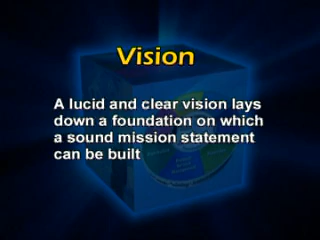 Vision
A lucid and clear vision lays
down a foundation on which
a sound mission statement
can be built